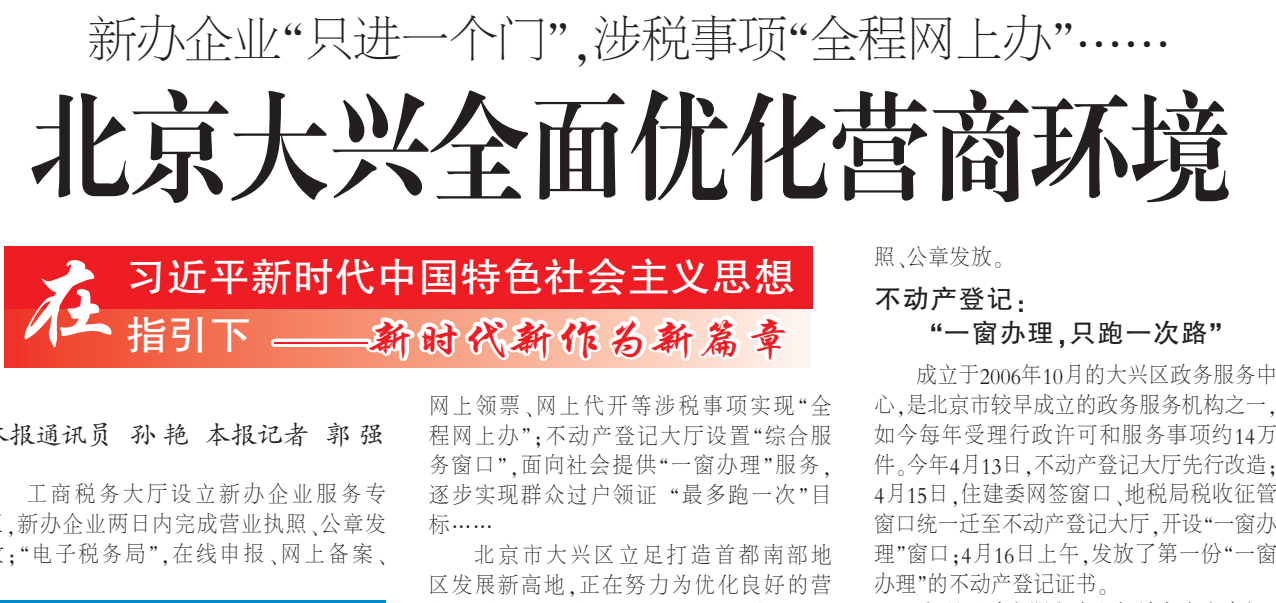 新办企业“只进一个门”,涉税事项“全程网上办”……
北京大兴全面优化营商环境
在习近平新时代中国特色社会主义思想
指引下 ——新时代新作为新篇章
本报通讯员 孙 艳 本报记者 郭 强
工商税务大厅设立新办企业服务专
,新办企业两日内完成营业执照、公章发
;“电子税务局”,在线申报、网上备案、
网上领票、网上代开等涉税事项实现“全
程网上办”;不动产登记大厅设置“综合服
务窗口”,面向社会提供“一窗办理”服务,
逐步实现群众过户领证 “最多跑一次”目
标……
北京市大兴区立足打造首都南部地
区发展新高地,正在努力为优化良好的营
照、公章发放。
不动产登记:
“一窗办理,只跑一次路”
成立于2006年10月的大兴区政务服务中
心,是北京市较早成立的政务服务机构之一,
如今每年受理行政许可和服务事项约14万
件。今年4月13日,不动产登记大厅先行改造;
4月15日,住建委网签窗口、地税局税收征管
窗口统一迁至不动产登记大厅,开设“一窗办
理”窗口;4月16日上午,发放了第一份“一窗
办理”的不动产登记证书。